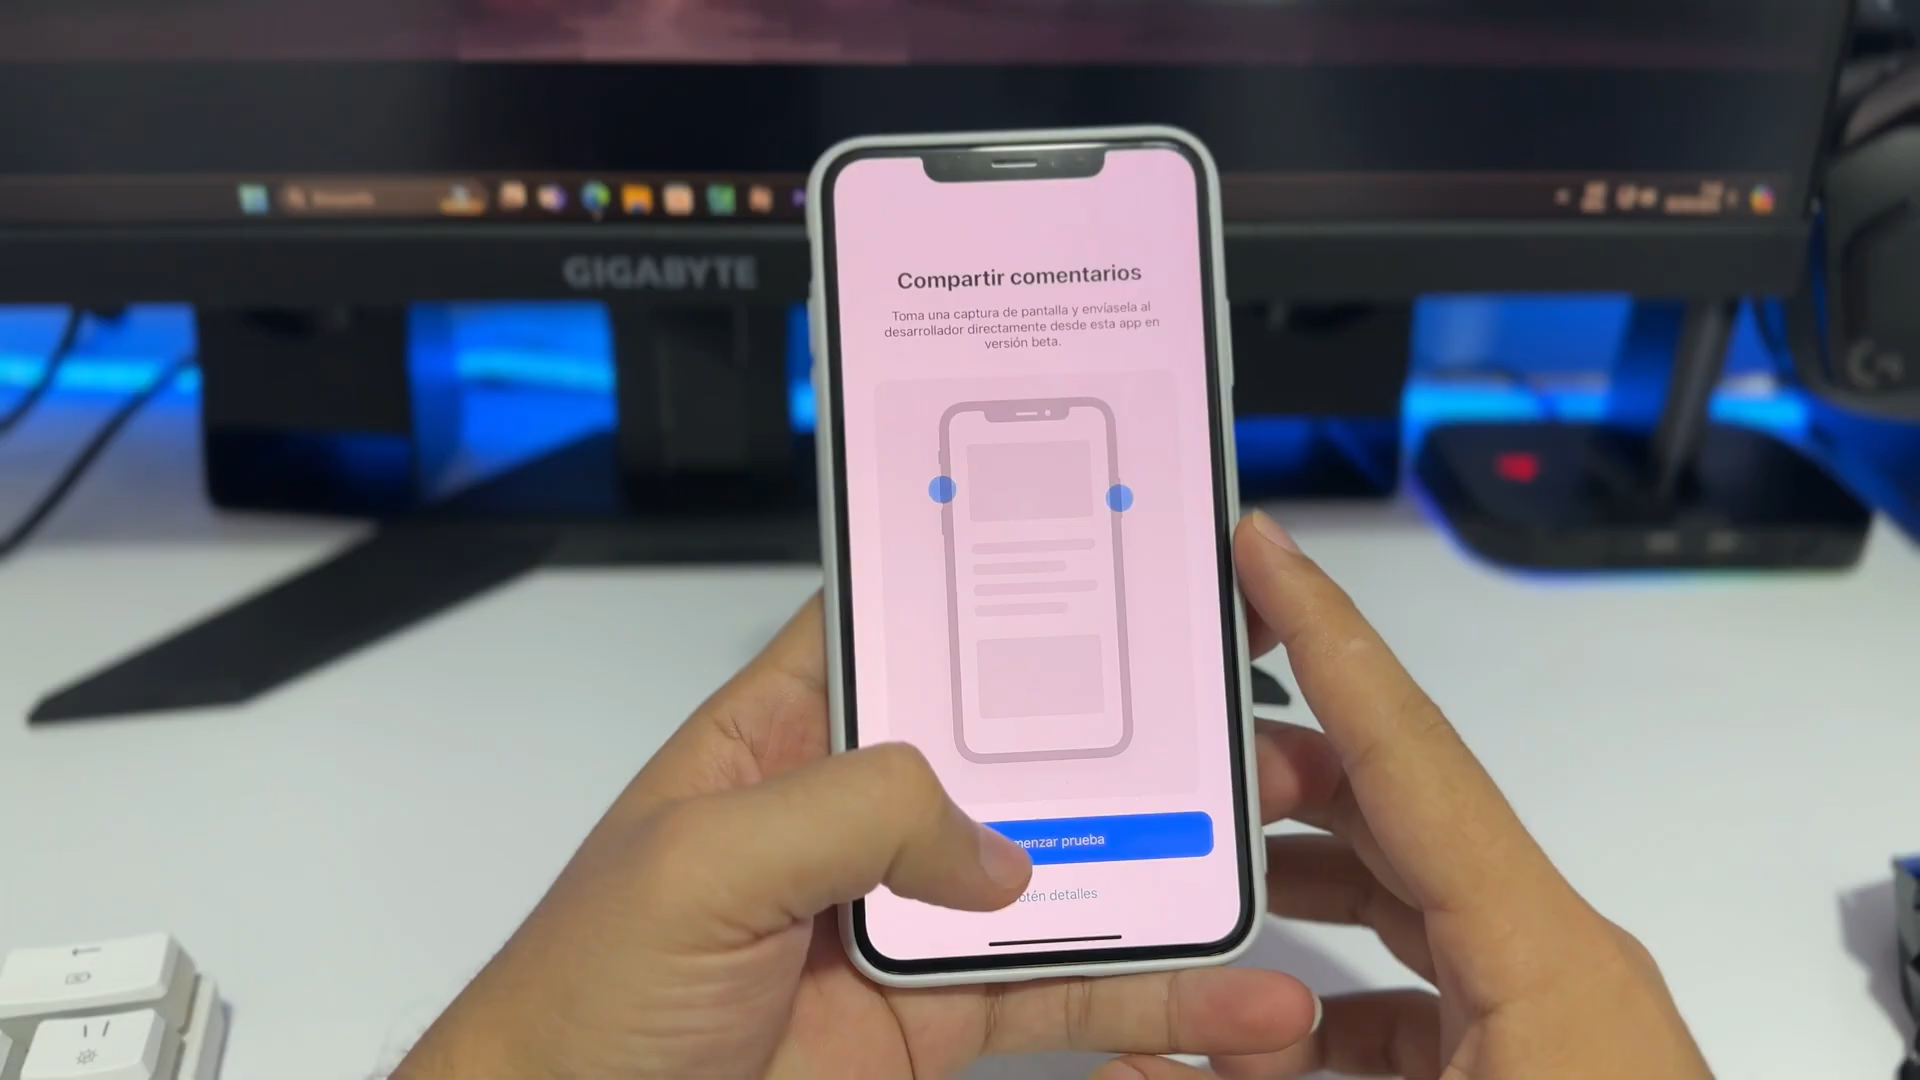 GIGABYTE
Compartir comentarios
Toma una captura de pantalla y envíasela al
desarrollador directamente desde esta app en
versión beta.
menzar prueba
btén detalles